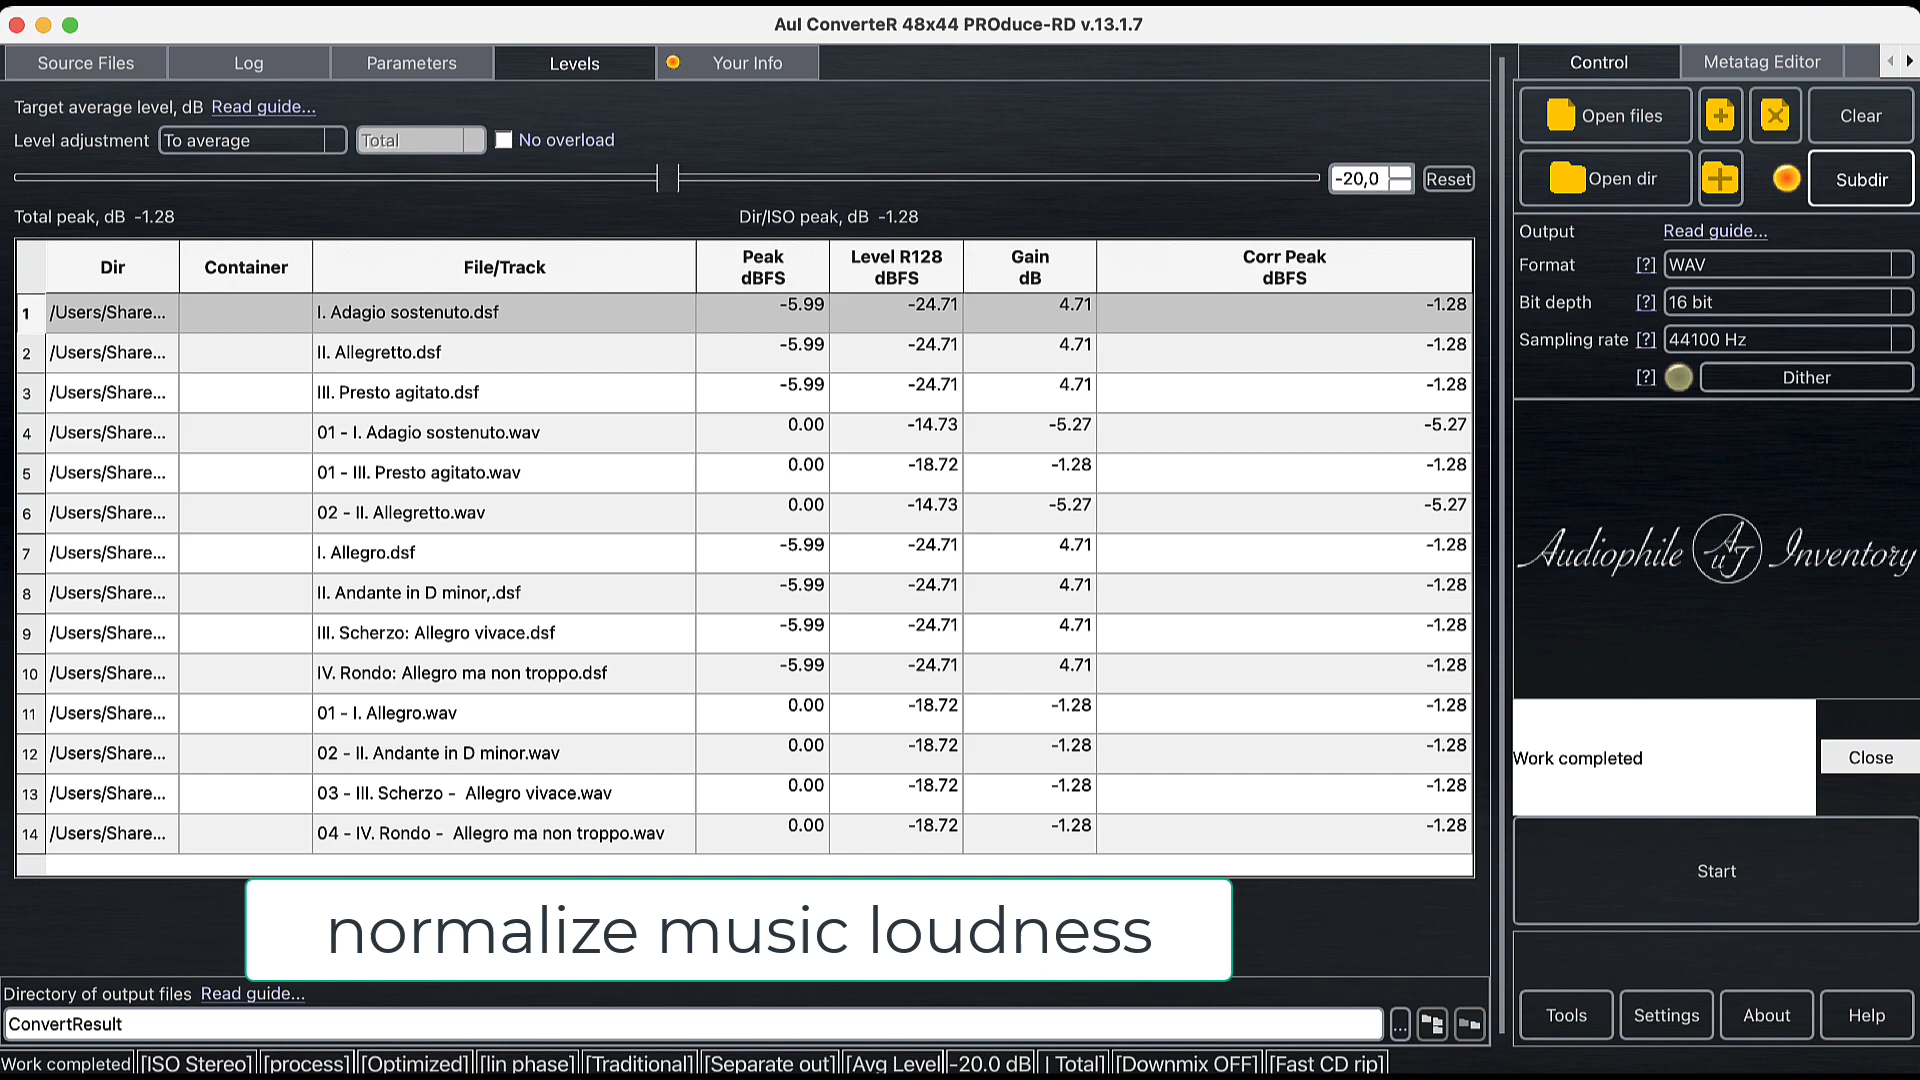 AuI ConverteR 48x44 PROduce-RD v.13.1.7
Source Files Log Parameters Levels Your Info
Control Metatag Editor
Target average level, dB Read guide...
Level adjustment To average Total No overload
-20,0 Reset
Total peak, dB -1.28 Dir/ISO peak, dB -1.28
Dir Container File/Track Peak dBFS Level R128 dBFS Gain dB Corr Peak dBFS
1 /Users/Share... I. Adagio sostenuto.dsf -5.99 -24.71 4.71 -1.28
2 /Users/Share... II. Allegretto.dsf -5.99 -24.71 4.71 -1.28
3 /Users/Share... III. Presto agitato.dsf -5.99 -24.71 4.71 -1.28
4 /Users/Share... 01 - I. Adagio sostenuto.wav 0.00 -14.73 -5.27 -5.27
5 /Users/Share... 01 - III. Presto agitato.wav 0.00 -18.72 -1.28 -1.28
6 /Users/Share... 02 - II. Allegretto.wav 0.00 -14.73 -5.27 -5.27
7 /Users/Share... I. Allegro.dsf -5.99 -24.71 4.71 -1.28
8 /Users/Share... II. Andante in D minor,.dsf -5.99 -24.71 4.71 -1.28
9 /Users/Share... III. Scherzo: Allegro vivace.dsf -5.99 -24.71 4.71 -1.28
10 /Users/Share... IV. Rondo: Allegro ma non troppo.dsf -5.99 -24.71 4.71 -1.28
11 /Users/Share... 01 - I. Allegro.wav 0.00 -18.72 -1.28 -1.28
12 /Users/Share... 02 - II. Andante in D minor.wav 0.00 -18.72 -1.28 -1.28
13 /Users/Share... 03 - III. Scherzo -  Allegro vivace.wav 0.00 -18.72 -1.28 -1.28
14 /Users/Share... 04 - IV. Rondo -  Allegro ma non troppo.wav 0.00 -18.72 -1.28 -1.28
normalize music loudness
Directory of output files Read guide...
ConvertResult
...
Work completed [ISO Stereo] [process] [Optimized] [lin phase] [Traditional] [Separate out] [Avg Level -20.0 dB | Total] [Downmix OFF] [Fast CD rip]
Open files Clear
Open dir Subdir
Output Read guide...
Format [?] WAV
Bit depth [?] 16 bit
Sampling rate [?] 44100 Hz
[?] Dither
Audiophile AuI Inventory
Work completed Close
Start
Tools Settings About Help